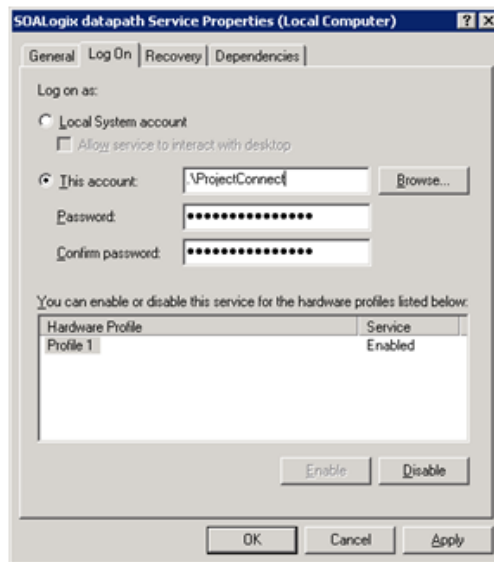 SOALogix datapath Service Properties (Local Computer)
General Log On Recovery Dependencies
Log on as:
Local System account
Allow service to interact with desktop
This account: .\ProjectConnect Browse...
Password: •••••••••••••••
Confirm password: •••••••••••••••
You can enable or disable this service for the hardware profiles listed below:
Hardware Profile Service
Profile 1 Enabled
Enable Disable
OK Cancel Apply